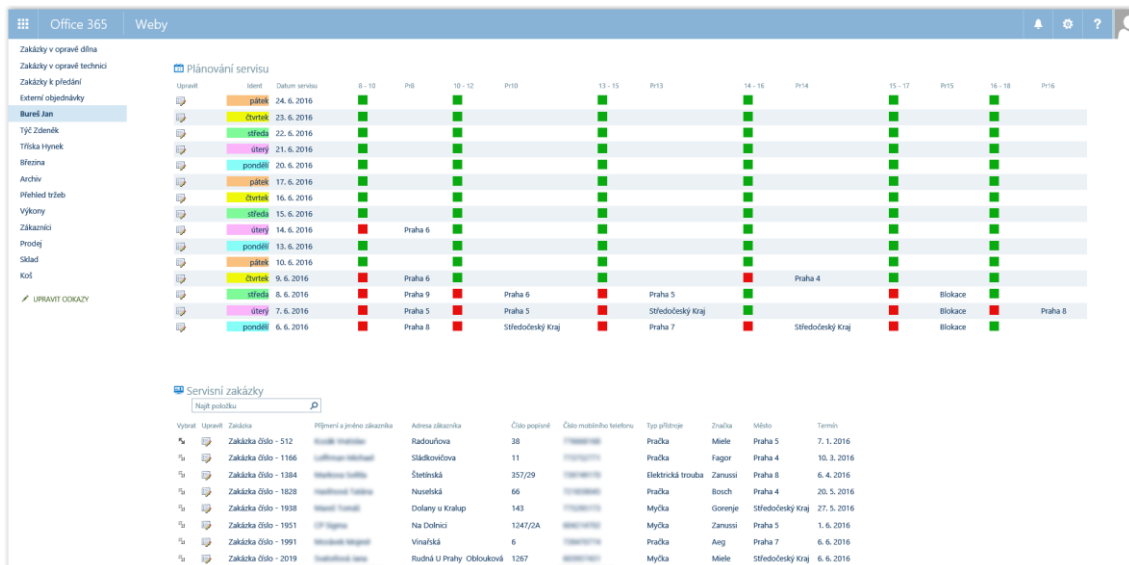 Office 365 Weby ?
Zakázky v opravě dílna
Zakázky v opravě technici
Zakázky k předání
Externí objednávky
Bureš Jan
Týč Zdeněk
Tříska Hynek
Březina
Archiv
Přehled tržeb
Výkony
Zákazníci
Prodej
Sklad
Koš
UPRAVIT ODKAZY
Plánování servisu
Upravit Ident Datum servisu 8 - 10 Pr8 10 - 12 Pr10 13 - 15 Pr13 14 - 16 Pr14 15 - 17 Pr15 16 - 18 Pr16
pátek 24. 6. 2016
čtvrtek 23. 6. 2016
středa 22. 6. 2016
úterý 21. 6. 2016
pondělí 20. 6. 2016
pátek 17. 6. 2016
čtvrtek 16. 6. 2016
středa 15. 6. 2016
úterý 14. 6. 2016 Praha 6
pondělí 13. 6. 2016
pátek 10. 6. 2016
čtvrtek 9. 6. 2016 Praha 6 Praha 4
středa 8. 6. 2016 Praha 9 Praha 6 Praha 5 Blokace
úterý 7. 6. 2016 Praha 5 Praha 5 Středočeský Kraj Blokace Praha 8
pondělí 6. 6. 2016 Praha 8 Středočeský Kraj Praha 7 Středočeský Kraj Blokace
Servisní zakázky
Najít položku
Vybrat Upravit Zakázka Příjmení a jméno zákazníka Adresa zákazníka Číslo popisné Číslo mobilního telefonu Typ přístroje Značka Město Termín
Zakázka číslo - 512 Radouňova 38 Pračka Miele Praha 5 7. 1. 2016
Zakázka číslo - 1166 Sládkovičova 11 Pračka Fagor Praha 4 10. 3. 2016
Zakázka číslo - 1384 Štetínská 357/29 Elektrická trouba Zanussi Praha 8 6. 4. 2016
Zakázka číslo - 1828 Nuselská 66 Pračka Bosch Praha 4 20. 5. 2016
Zakázka číslo - 1938 Dolany u Kralup 143 Myčka Gorenje Středočeský Kraj 27. 5. 2016
Zakázka číslo - 1951 Na Dolnici 1247/2A Myčka Zanussi Praha 5 1. 6. 2016
Zakázka číslo - 1991 Vinařská 6 Pračka Aeg Praha 7 6. 6. 2016
Zakázka číslo - 2019 Rudná U Prahy Oblouková 1267 Myčka Miele Středočeský Kraj 6. 6. 2016